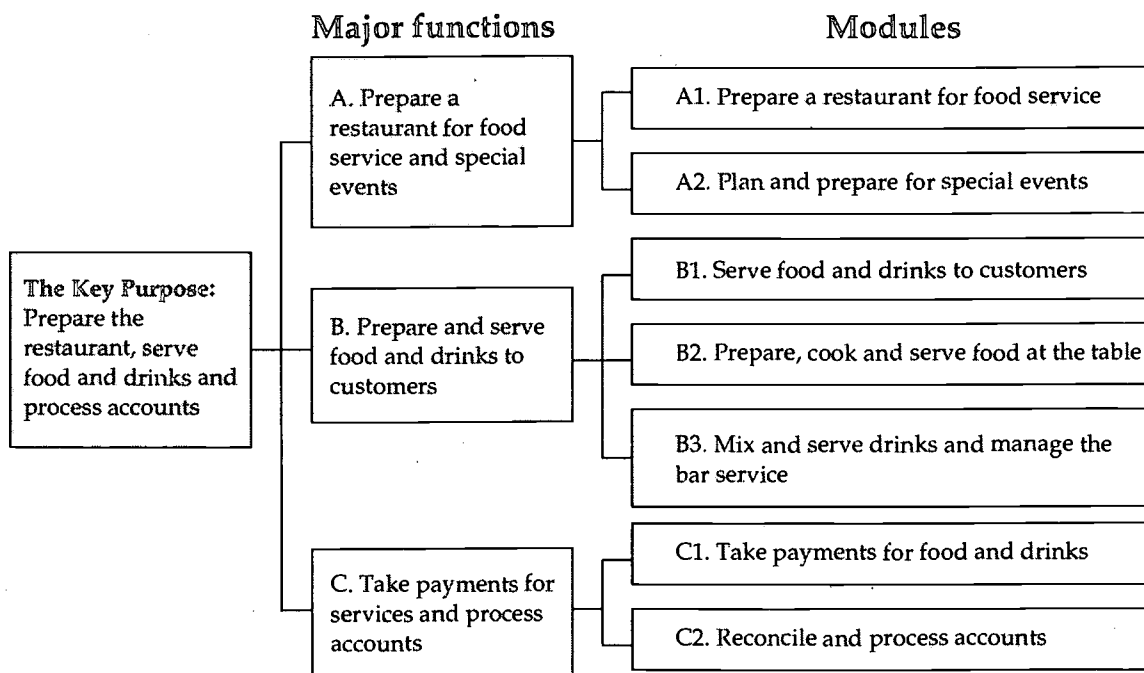 Major functions
Modules
The Key Purpose:
Prepare the
restaurant, serve
food and drinks and
process accounts
A. Prepare a
restaurant for food
service and special
events
A1. Prepare a restaurant for food service
A2. Plan and prepare for special events
B. Prepare and serve
food and drinks to
customers
B1. Serve food and drinks to customers
B2. Prepare, cook and serve food at the table
B3. Mix and serve drinks and manage the
bar service
C. Take payments for
services and process
accounts
C1. Take payments for food and drinks
C2. Reconcile and process accounts